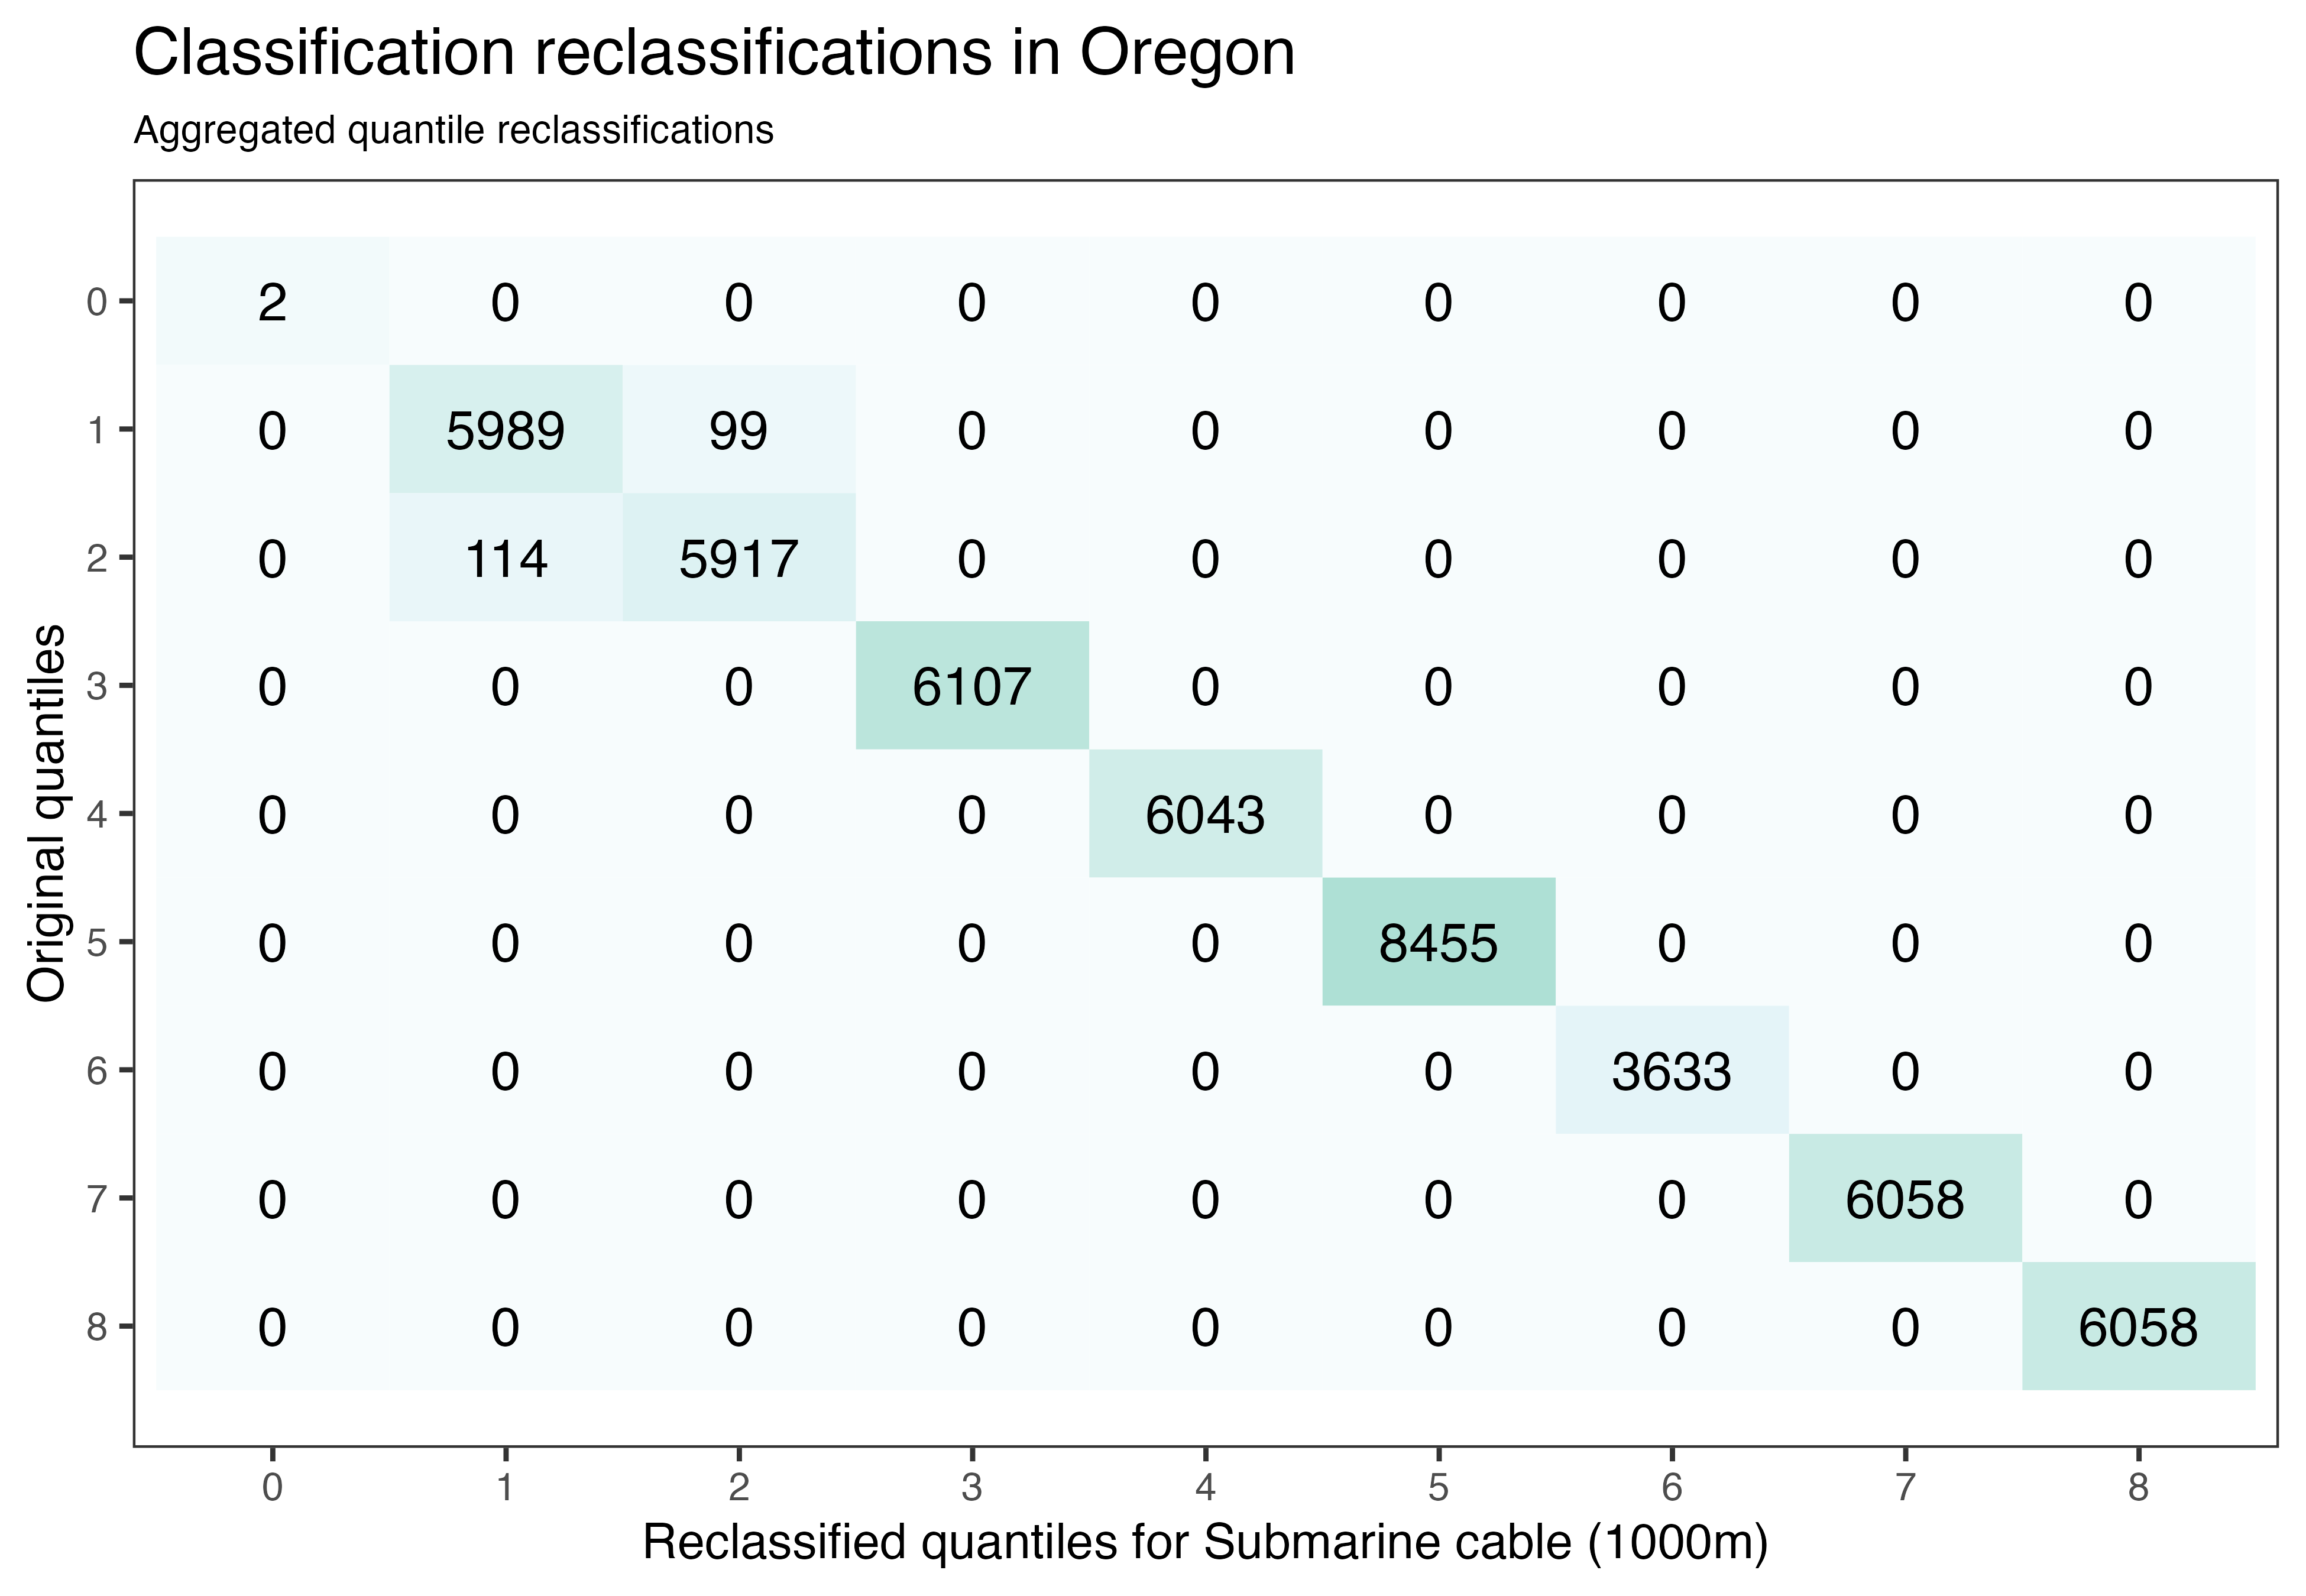 Classification reclassifications in Oregon
Aggregated quantile reclassifications
Original quantiles
0 2 0 0 0 0 0 0 0 0
1 0 5989 99 0 0 0 0 0 0
2 0 114 5917 0 0 0 0 0 0
3 0 0 0 6107 0 0 0 0 0
4 0 0 0 0 6043 0 0 0 0
5 0 0 0 0 0 8455 0 0 0
6 0 0 0 0 0 0 3633 0 0
7 0 0 0 0 0 0 0 6058 0
8 0 0 0 0 0 0 0 0 6058
0 1 2 3 4 5 6 7 8
Reclassified quantiles for Submarine cable (1000m)